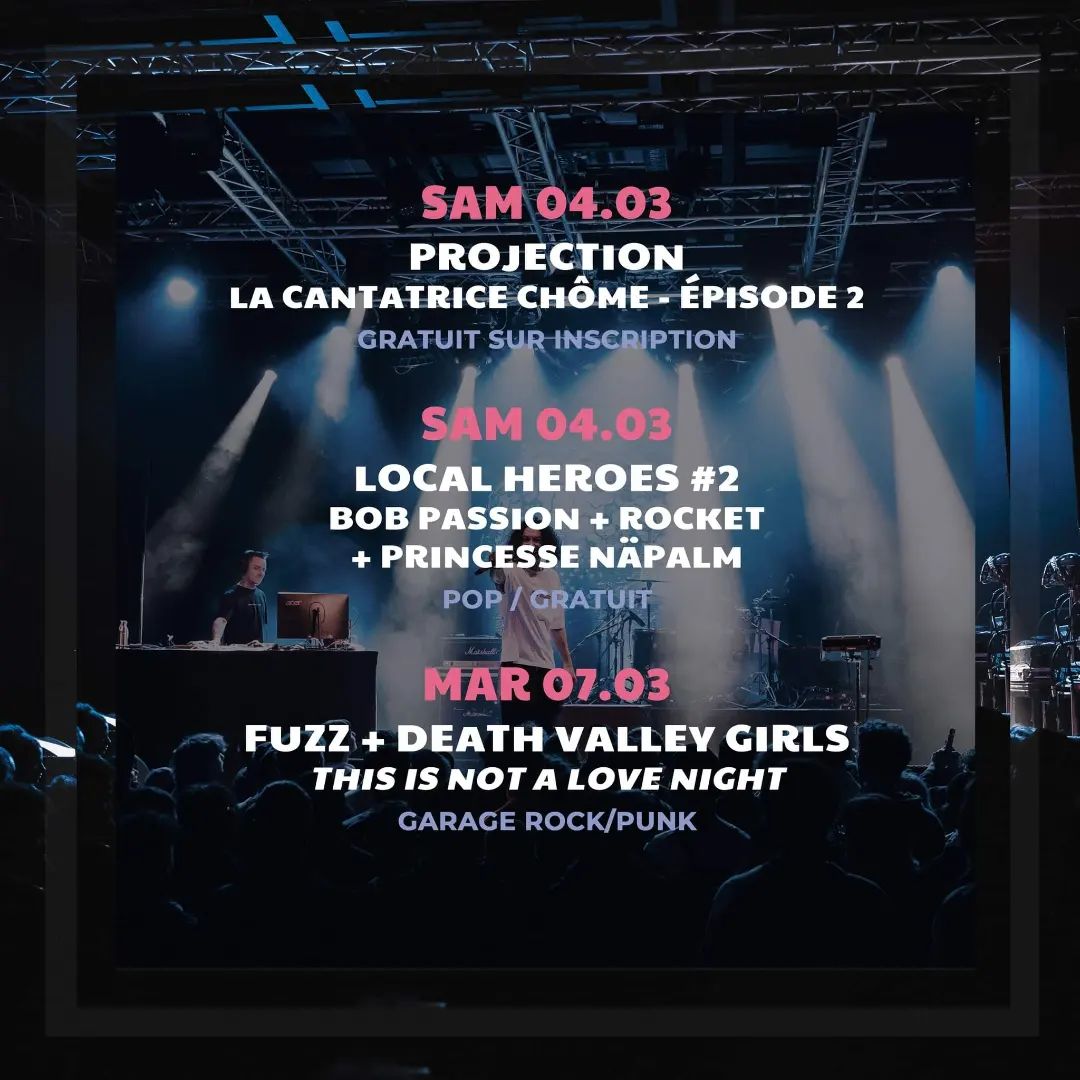 SAM 04.03
PROJECTION
LA CANTATRICE CHÔME - ÉPISODE 2
GRATUIT SUR INSCRIPTION
SAM 04.03
LOCAL HEROES #2
BOB PASSION + ROCKET
+ PRINCESSE NÄPALM
POP / GRATUIT
acer
Marshall
MAR 07.03
FUZZ + DEATH VALLEY GIRLS
THIS IS NOT A LOVE NIGHT
GARAGE ROCK/PUNK